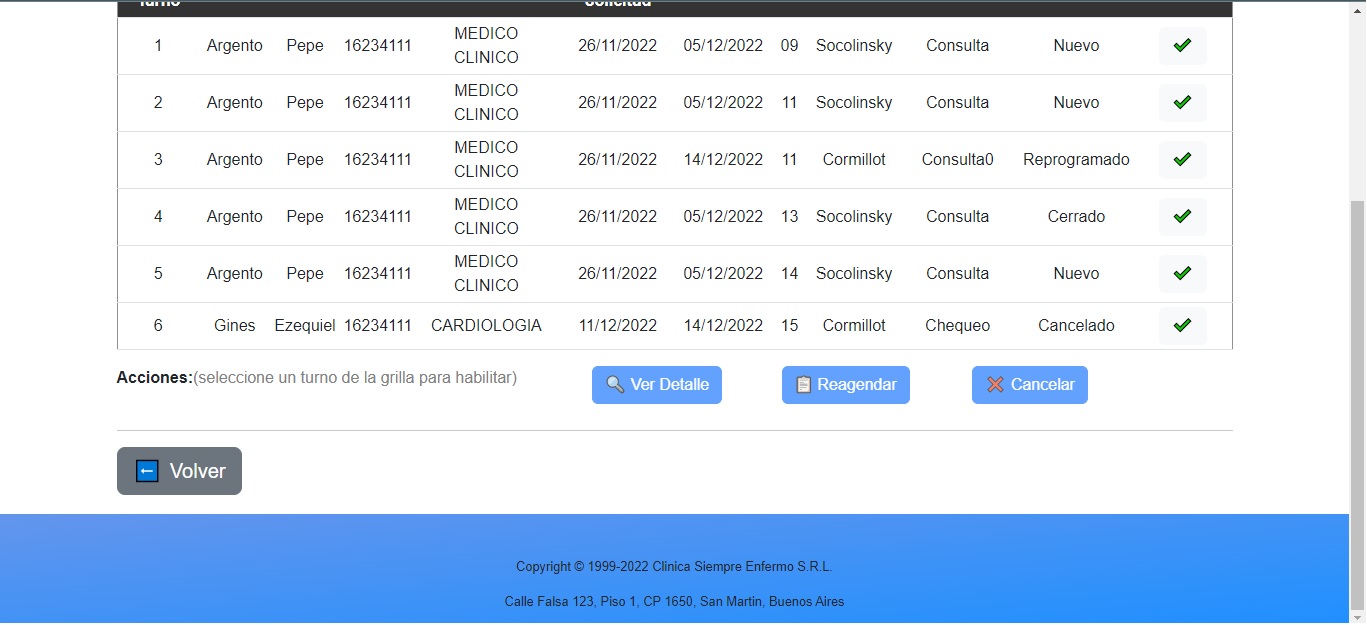 Turno Solicitud
1 Argento Pepe 16234111 MEDICO CLINICO 26/11/2022 05/12/2022 09 Socolinsky Consulta Nuevo
2 Argento Pepe 16234111 MEDICO CLINICO 26/11/2022 05/12/2022 11 Socolinsky Consulta Nuevo
3 Argento Pepe 16234111 MEDICO CLINICO 26/11/2022 14/12/2022 11 Cormillot Consulta0 Reprogramado
4 Argento Pepe 16234111 MEDICO CLINICO 26/11/2022 05/12/2022 13 Socolinsky Consulta Cerrado
5 Argento Pepe 16234111 MEDICO CLINICO 26/11/2022 05/12/2022 14 Socolinsky Consulta Nuevo
6 Gines Ezequiel 16234111 CARDIOLOGIA 11/12/2022 14/12/2022 15 Cormillot Chequeo Cancelado
Acciones:(seleccione un turno de la grilla para habilitar) Ver Detalle Reagendar Cancelar
Volver
Copyright © 1999-2022 Clinica Siempre Enfermo S.R.L.
Calle Falsa 123, Piso 1, CP 1650, San Martin, Buenos Aires